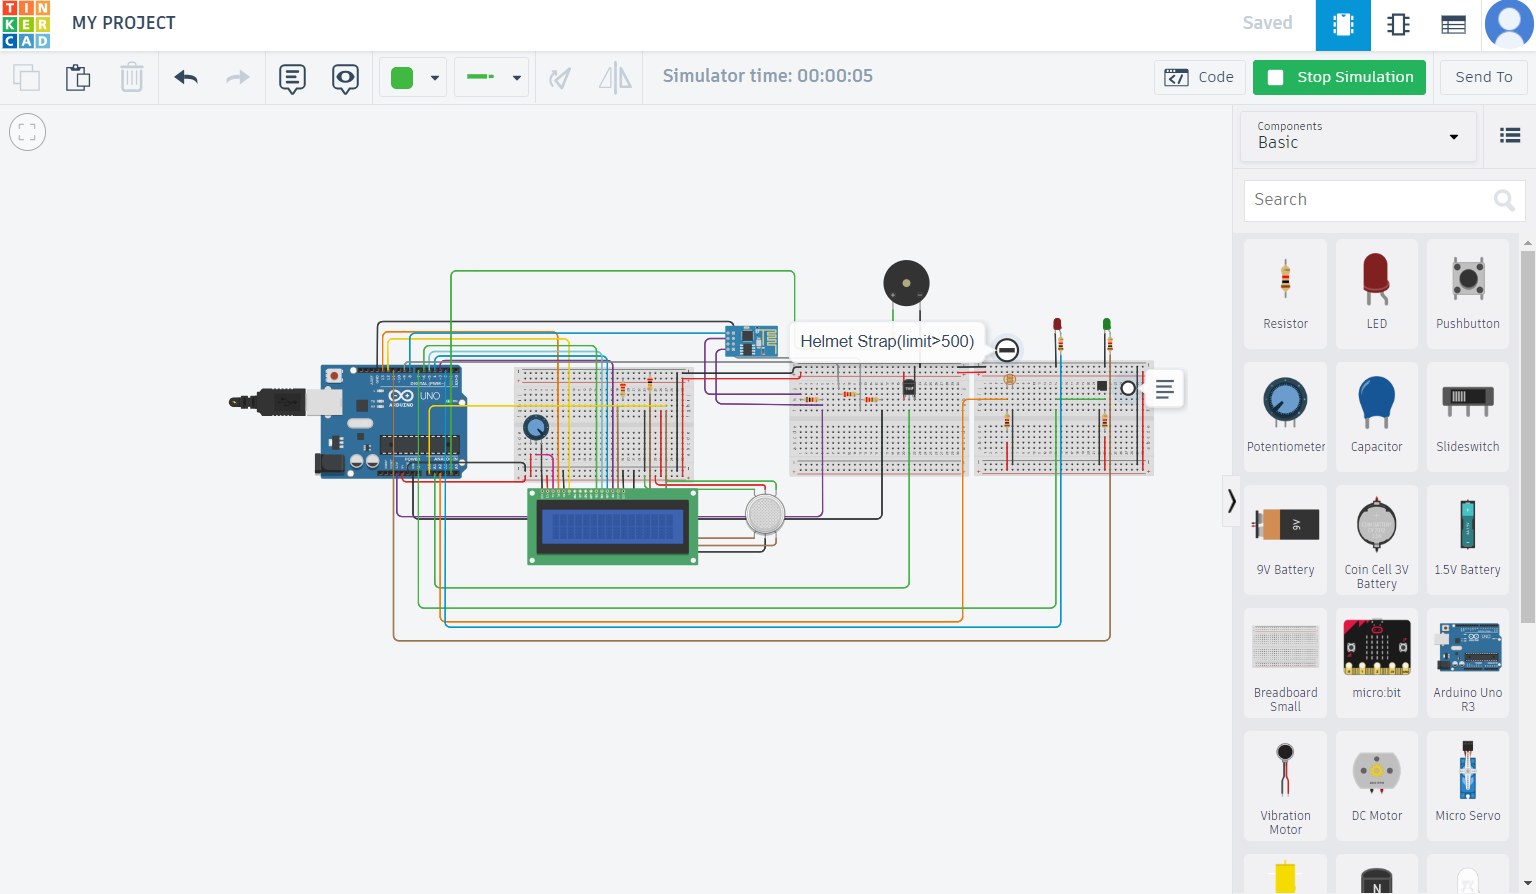 TIN
KER
CAD
MY PROJECT
Saved
Simulator time: 00:00:05
Code
Stop Simulation
Send To
Components
Basic
Search
Helmet Strap(limit>500)
UNO
ARDUINO
Resistor
LED
Pushbutton
Potentiometer
Capacitor
Slideswitch
9V
9V Battery
Coin Cell 3V
Battery
1.5V Battery
Breadboard
Small
micro:bit
Arduino Uno
R3
Vibration
Motor
DC Motor
Micro Servo
N